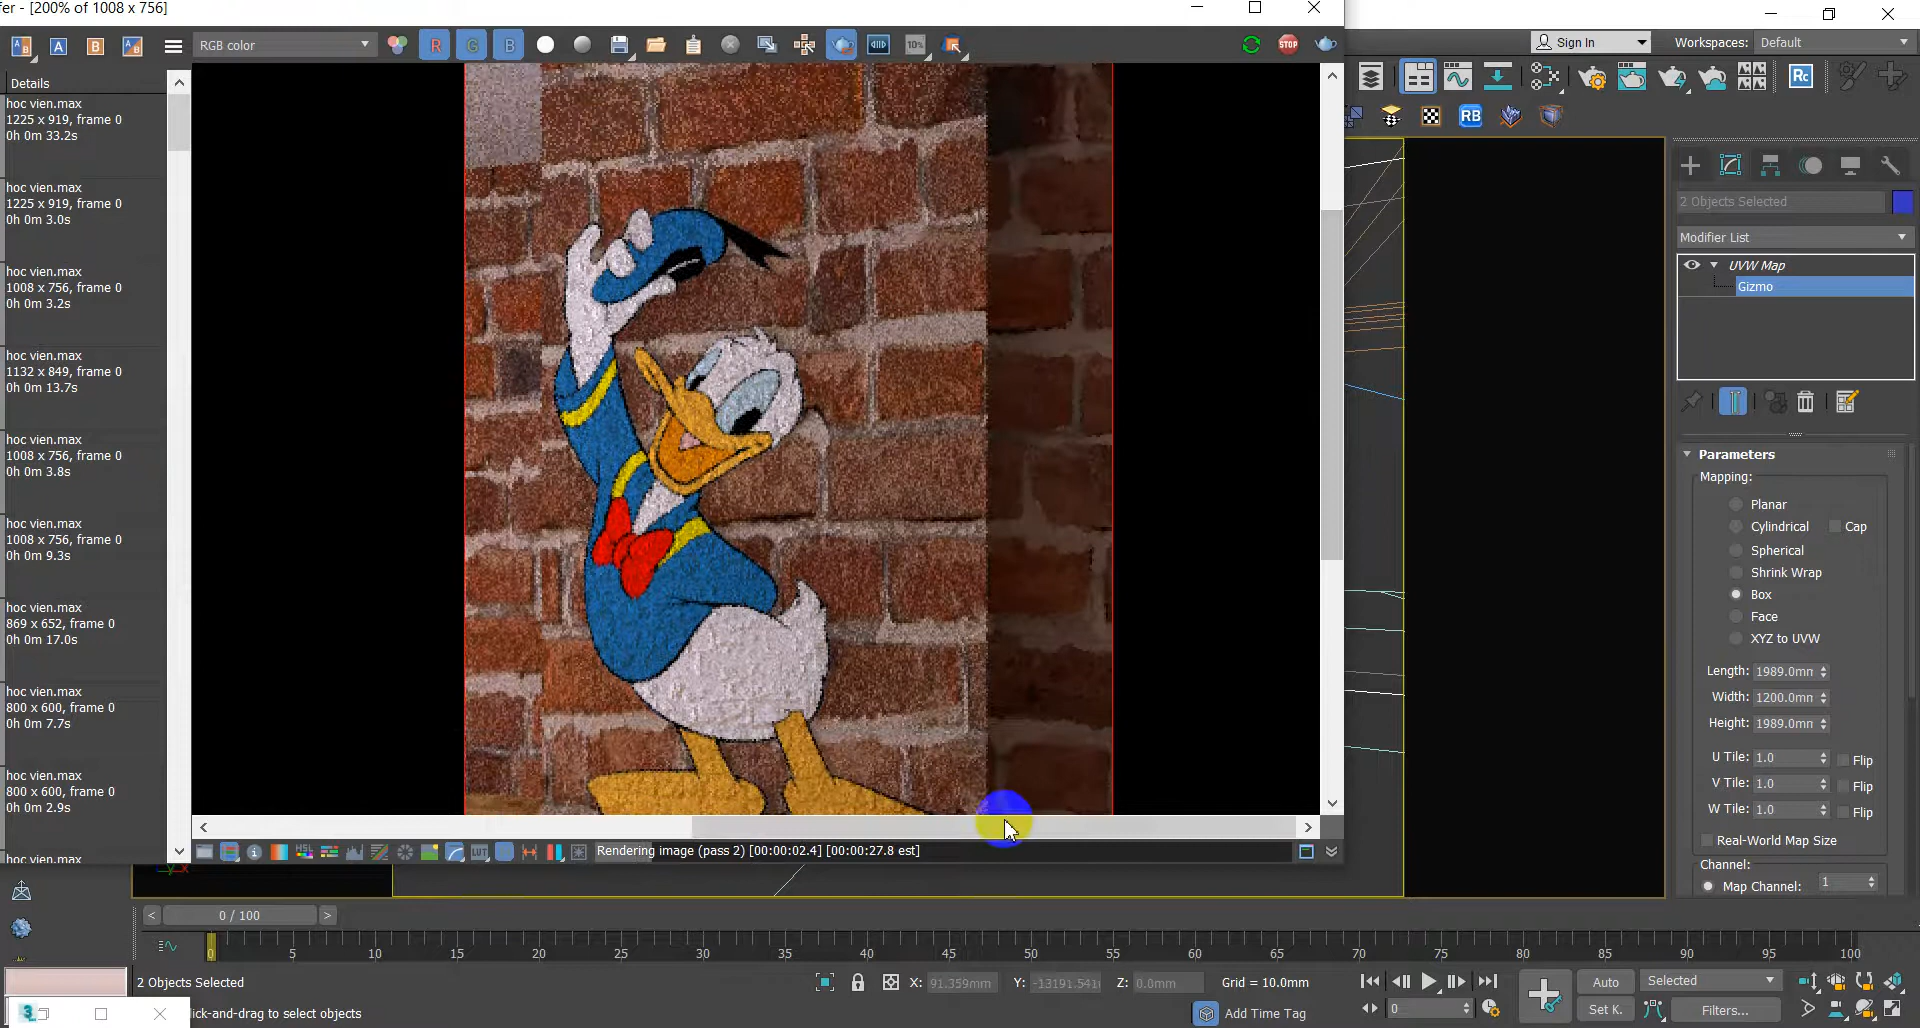 fer - [200% of 1008 x 756]
RGB color
R
G
B
10%
STOP
Sign In
Workspaces: Default
Rc
RB
Details
hoc vien.max
1225 x 919, frame 0
0h 0m 33.2s
hoc vien.max
1225 x 919, frame 0
0h 0m 3.0s
hoc vien.max
1008 x 756, frame 0
0h 0m 3.2s
hoc vien.max
1132 x 849, frame 0
0h 0m 13.7s
hoc vien.max
1008 x 756, frame 0
0h 0m 3.8s
hoc vien.max
1008 x 756, frame 0
0h 0m 9.3s
hoc vien.max
869 x 652, frame 0
0h 0m 17.0s
hoc vien.max
800 x 600, frame 0
0h 0m 7.7s
hoc vien.max
800 x 600, frame 0
0h 0m 2.9s
hoc vien.max
Rendering image (pass 2) [00:00:02.4] [00:00:27.8 est]
2 Objects Selected
Modifier List
UVW Map
Gizmo
Parameters
Mapping:
Planar
Cylindrical Cap
Spherical
Shrink Wrap
Box
Face
XYZ to UVW
Length: 1989.0mm
Width: 1200.0mm
Height: 1989.0mm
U Tile: 1.0 Flip
V Tile: 1.0 Flip
W Tile: 1.0 Flip
Real-World Map Size
Channel:
Map Channel: 1
0 / 100
0 5 10 15 20 25 30 35 40 45 50 55 60 65 70 75 80 85 90 95 100
2 Objects Selected
X: 91.359mm Y: -13191.541 Z: 0.0mm Grid = 10.0mm
Auto Selected
lick-and-drag to select objects
Add Time Tag
0
Set K. Filters...